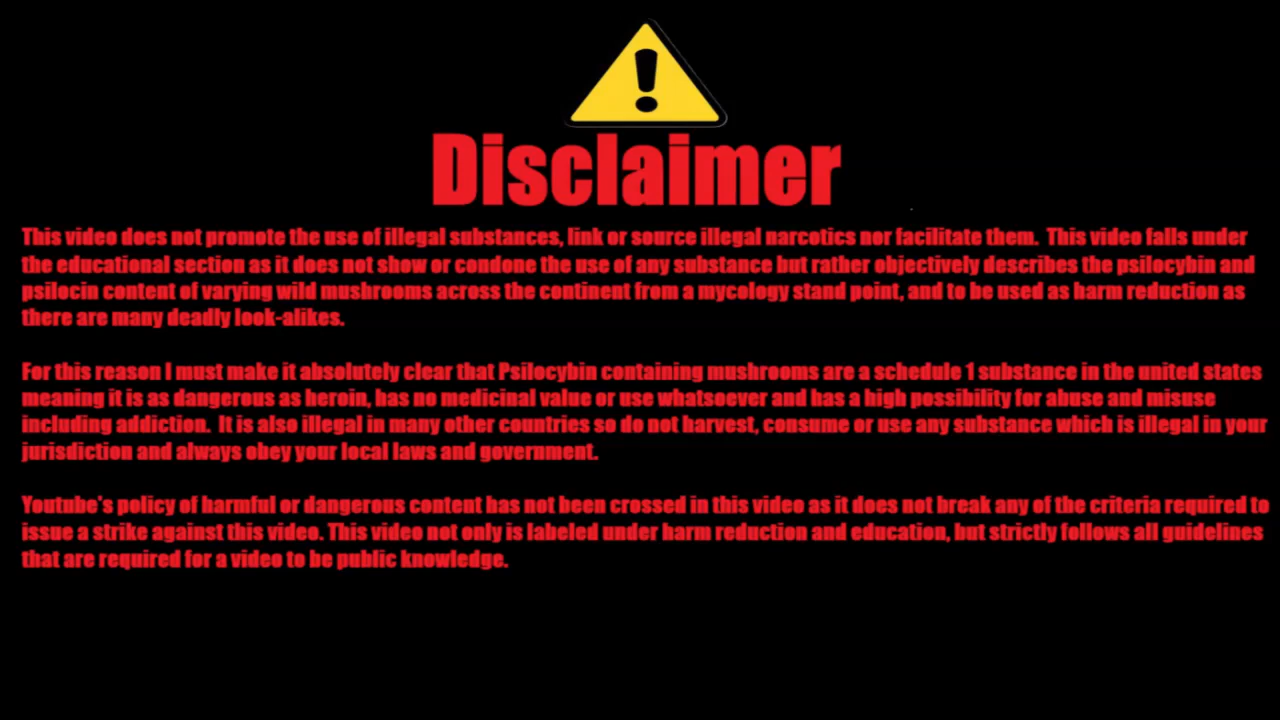 !
Disclaimer
This video does not promote the use of illegal substances, link or source illegal narcotics nor facilitate them.  This video falls under
the educational section as it does not show or condone the use of any substance but rather objectively describes the psilocybin and
psilocin content of varying wild mushrooms across the continent from a mycology stand point, and to be used as harm reduction as
there are many deadly look-alikes.
For this reason I must make it absolutely clear that Psilocybin containing mushrooms are a schedule 1 substance in the united states
meaning it is as dangerous as heroin, has no medicinal value or use whatsoever and has a high possibility for abuse and misuse
including addiction.  It is also illegal in many other countries so do not harvest, consume or use any substance which is illegal in your
jurisdiction and always obey your local laws and government.
Youtube's policy of harmful or dangerous content has not been crossed in this video as it does not break any of the criteria required to
issue a strike against this video. This video not only is labeled under harm reduction and education, but strictly follows all guidelines
that are required for a video to be public knowledge.